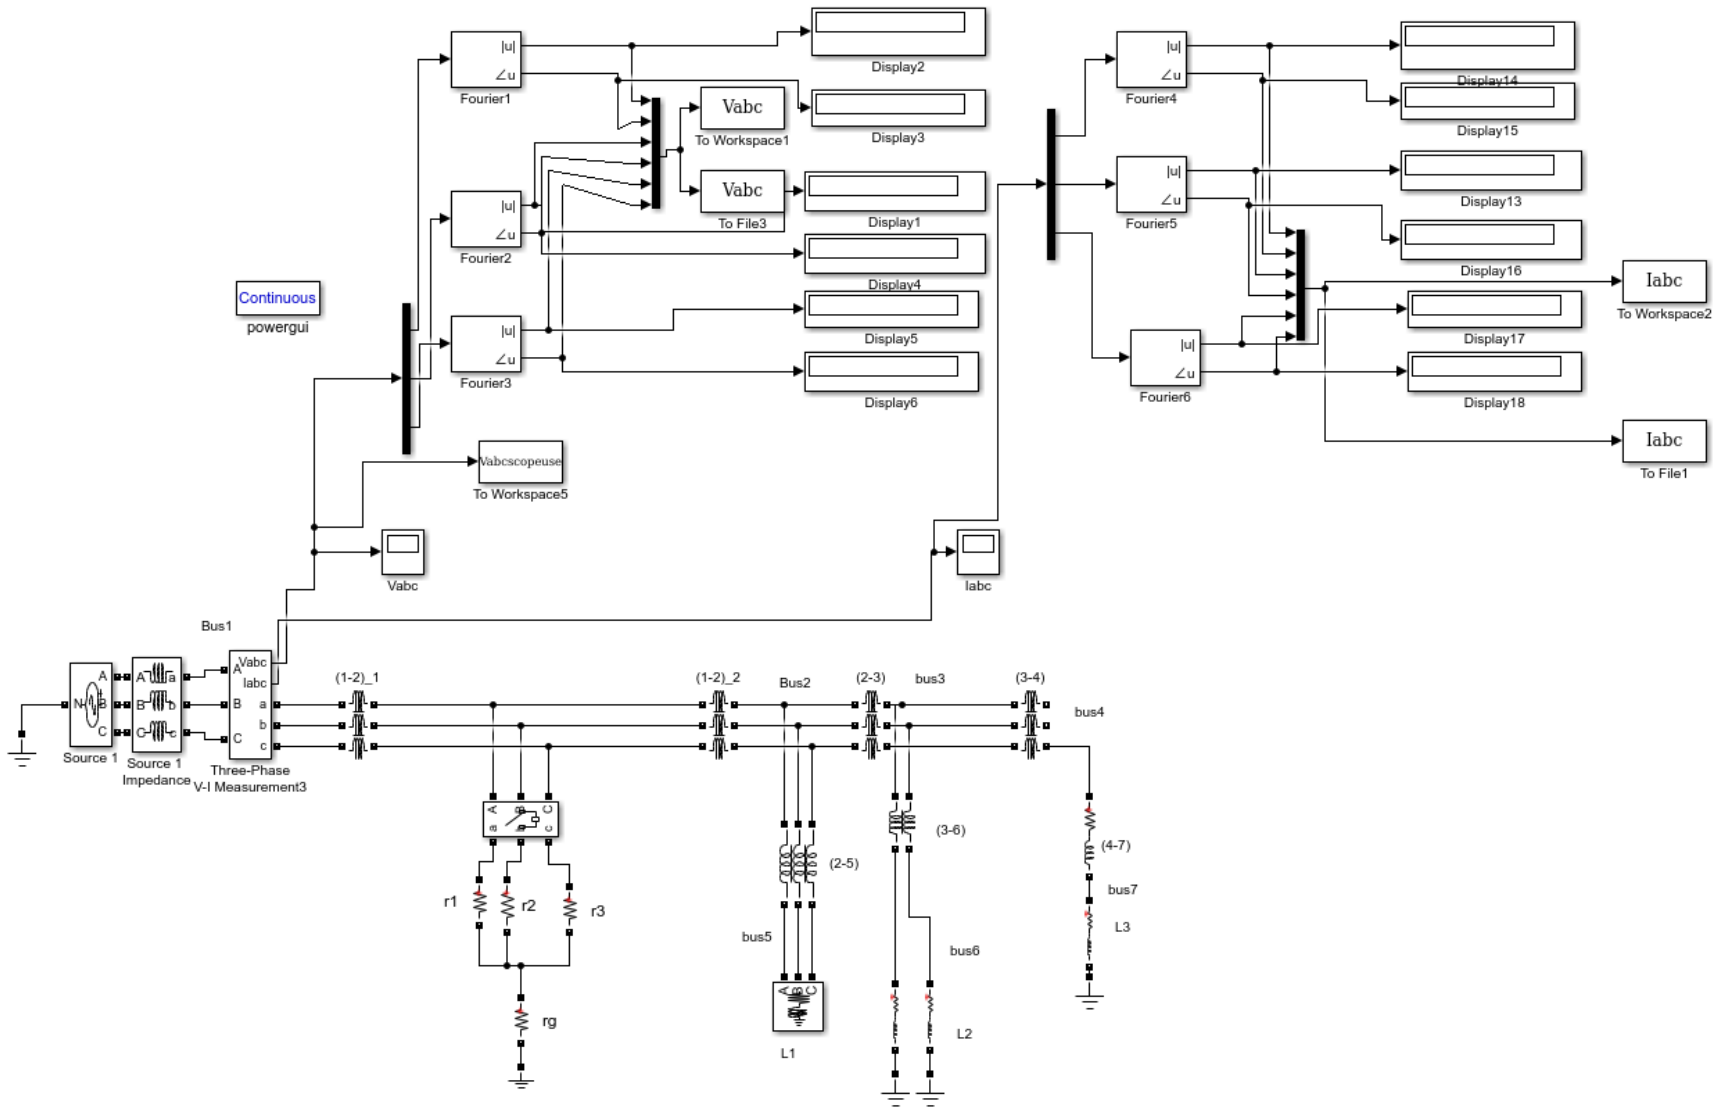 |u|
∠u
Fourier1
Display2
Display3
Vabc
To Workspace1
Vabc
To File3
Display1
|u|
∠u
Fourier2
Display4
Display5
|u|
∠u
Fourier3
Display6
Continuous
powergui
Vabcscopeuse
To Workspace5
Vabc
|u|
∠u
Fourier4
Display14
Display15
|u|
∠u
Fourier5
Display13
Display16
Iabc
To Workspace2
Display17
|u|
∠u
Fourier6
Display18
Iabc
To File1
Iabc
Bus1
N
A
B
C
Source 1
A a
B b
C c
Source 1
Impedance
Vabc
Iabc
A
B
C
a
b
c
Three-Phase
V-I Measurement3
(1-2)_1
(1-2)_2
Bus2
(2-3)
bus3
(3-4)
bus4
A B C
a b c
r1
r2
r3
rg
(2-5)
bus5
A B C
L1
(3-6)
bus6
L2
(4-7)
bus7
L3